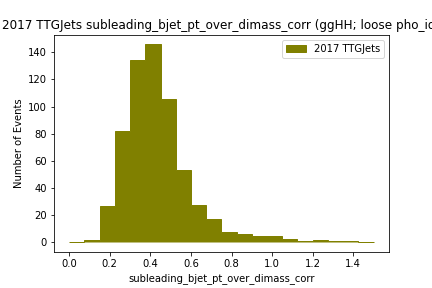 2017 TTGJets subleading_bjet_pt_over_dimass_corr (ggHH; loose pho_id
2017 TTGJets
Number of Events
140
120
100
80
60
40
20
0
0.0 0.2 0.4 0.6 0.8 1.0 1.2 1.4
subleading_bjet_pt_over_dimass_corr